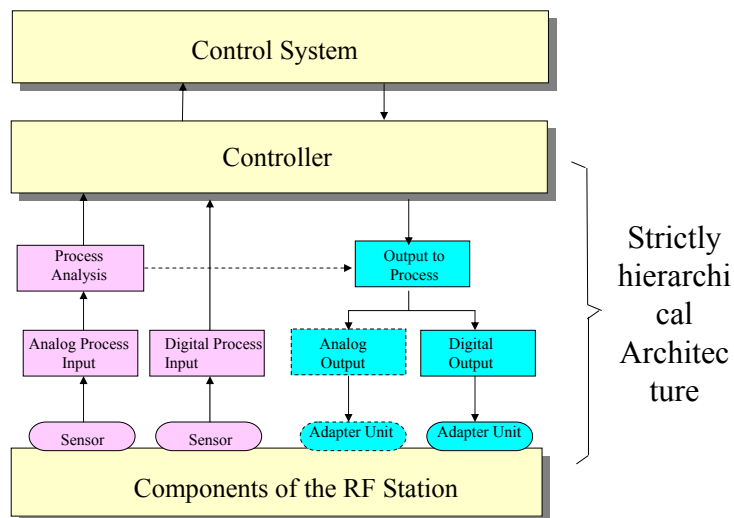 Control System
Controller
Process
Analysis
Output to
Process
Analog Process
Input
Digital Process
Input
Analog
Output
Digital
Output
Sensor
Sensor
Adapter Unit
Adapter Unit
Components of the RF Station
Strictly
hierarchi
cal
Architec
ture